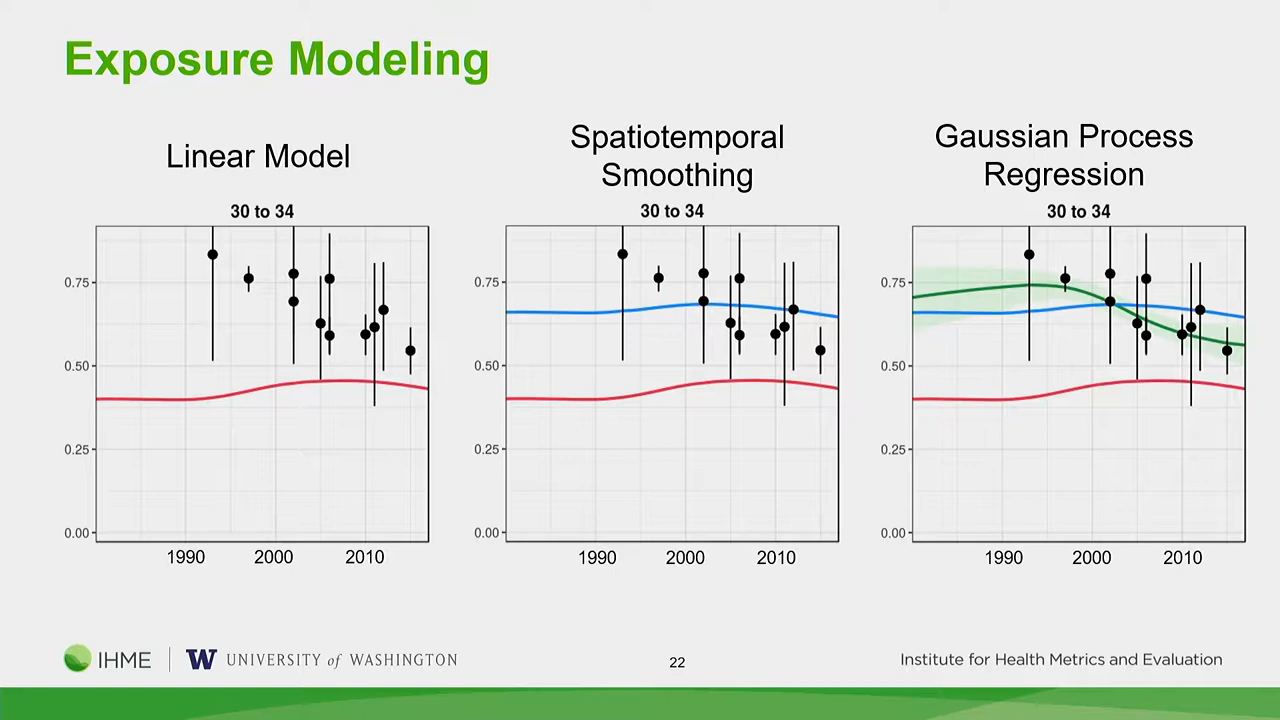 Exposure Modeling
Linear Model
30 to 34
0.75
0.50
0.25
0.00
1990 2000 2010
Spatiotemporal
Smoothing
30 to 34
0.75
0.50
0.25
0.00
1990 2000 2010
Gaussian Process
Regression
30 to 34
0.75
0.50
0.25
0.00
1990 2000 2010
IHME
W UNIVERSITY of WASHINGTON
22
Institute for Health Metrics and Evaluation